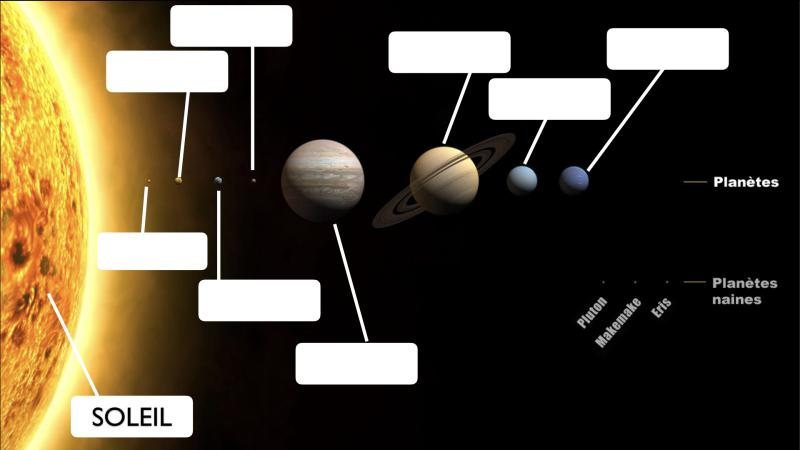 Planètes
Planètes
naines
Pluton
Makemake
Eris
SOLEIL